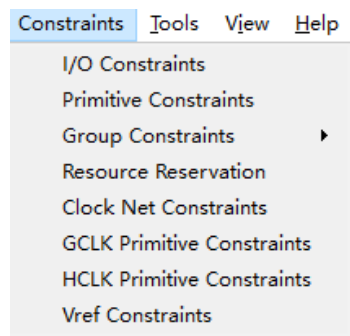 Constraints Tools View Help
I/O Constraints
Primitive Constraints
Group Constraints
Resource Reservation
Clock Net Constraints
GCLK Primitive Constraints
HCLK Primitive Constraints
Vref Constraints